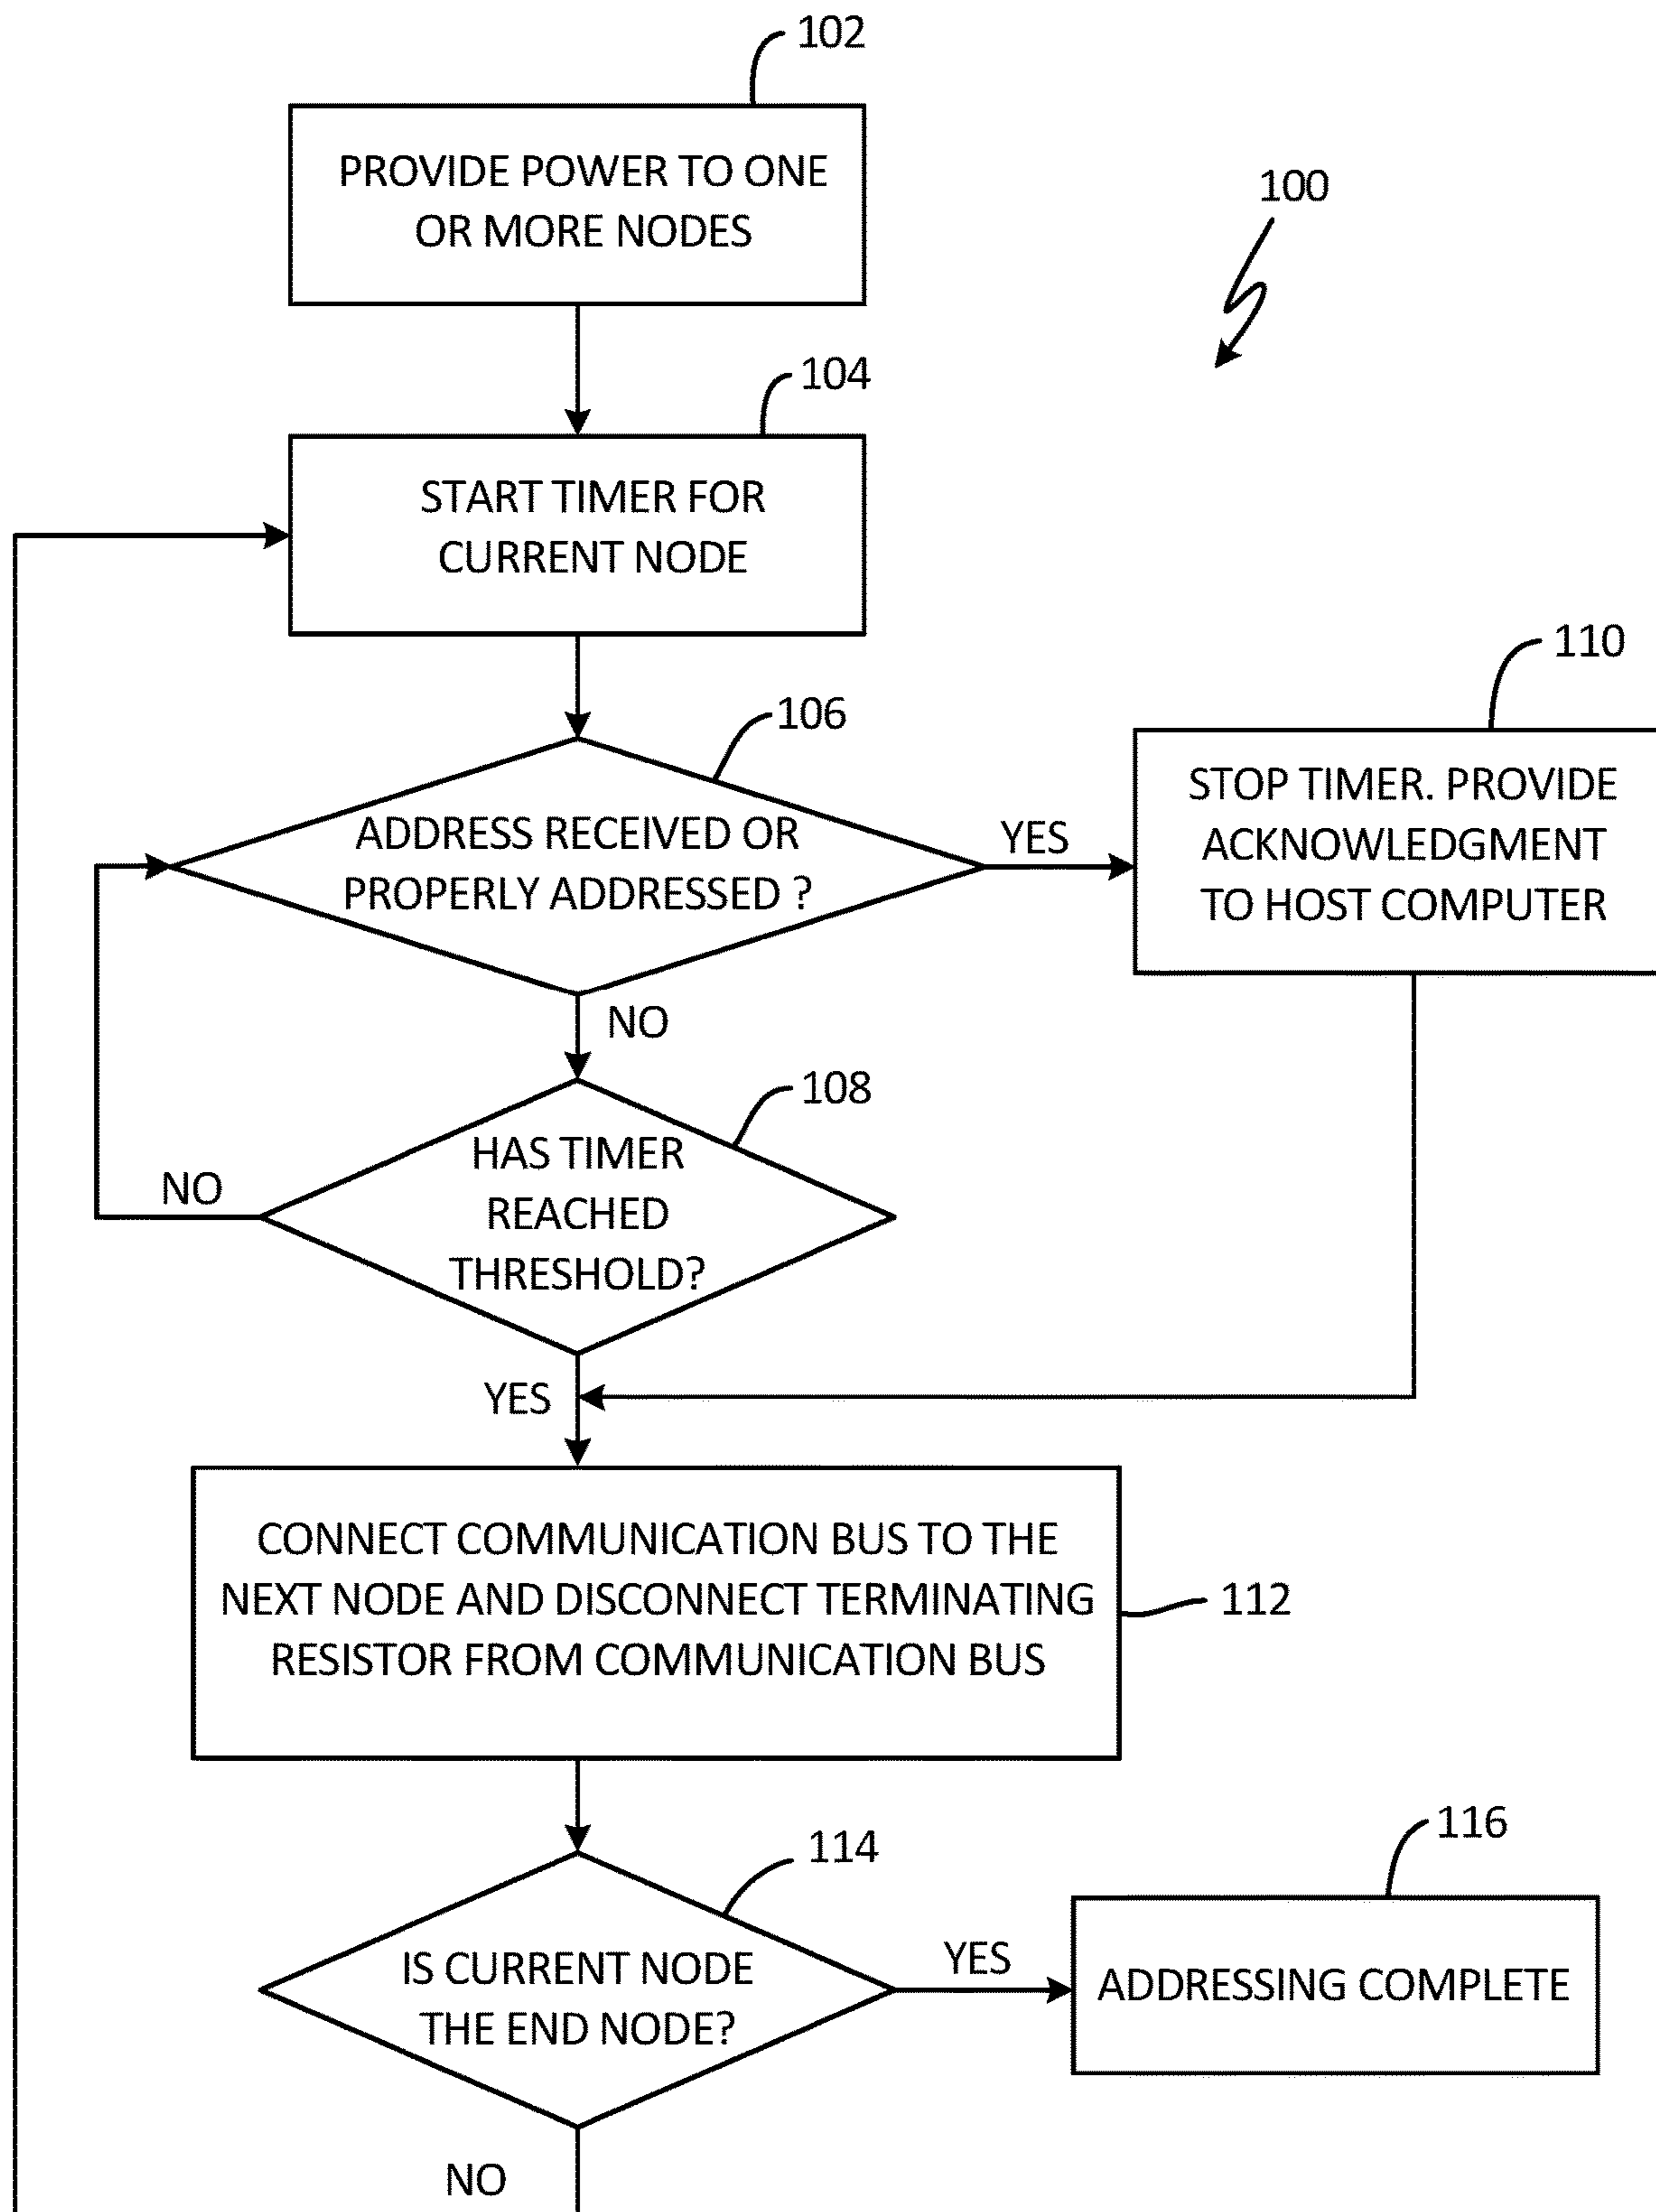 102
PROVIDE POWER TO ONE
OR MORE NODES
100
104
START TIMER FOR
CURRENT NODE
106
ADDRESS RECEIVED OR
PROPERLY ADDRESSED ?
YES
110
STOP TIMER. PROVIDE
ACKNOWLEDGMENT
TO HOST COMPUTER
NO
108
HAS TIMER
REACHED
THRESHOLD?
NO
YES
CONNECT COMMUNICATION BUS TO THE
NEXT NODE AND DISCONNECT TERMINATING
RESISTOR FROM COMMUNICATION BUS
112
114
IS CURRENT NODE
THE END NODE?
YES
116
ADDRESSING COMPLETE
NO